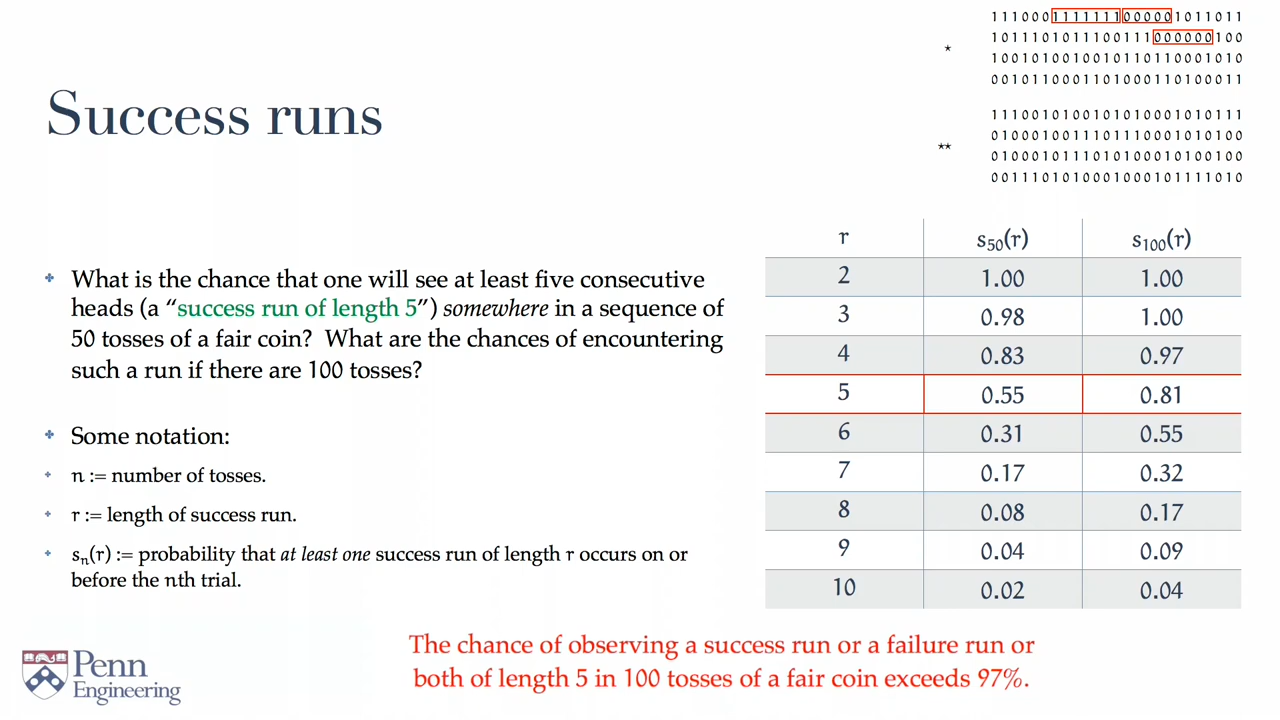 1110001111111000001011011
1011101011100111000000100
*
1001010010010110110001010
0010110001101000110100011
Success runs
1110010100101010001010111
0100010011101110001010100
**
0100010111010100010100100
0011101010001000101111010
r s50(r) s100(r)
2 1.00 1.00
3 0.98 1.00
4 0.83 0.97
5 0.55 0.81
6 0.31 0.55
7 0.17 0.32
8 0.08 0.17
9 0.04 0.09
10 0.02 0.04
What is the chance that one will see at least five consecutive
heads (a “success run of length 5”) somewhere in a sequence of
50 tosses of a fair coin? What are the chances of encountering
such a run if there are 100 tosses?
Some notation:
n := number of tosses.
r := length of success run.
sn(r) := probability that at least one success run of length r occurs on or
before the nth trial.
The chance of observing a success run or a failure run or
both of length 5 in 100 tosses of a fair coin exceeds 97%.
Penn
Engineering